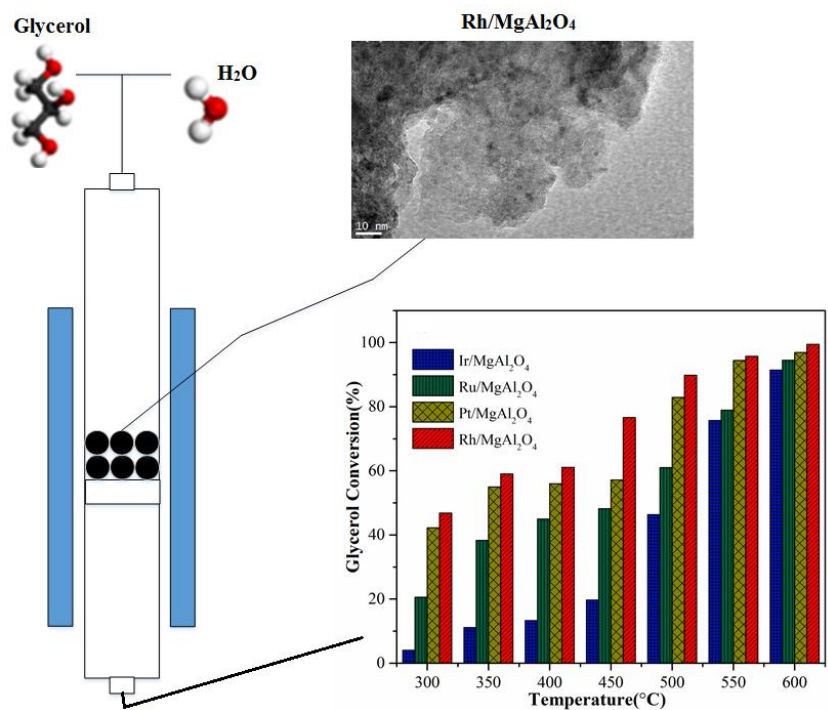 Glycerol
H₂O
Rh/MgAl₂O₄
10 nm
Glycerol Conversion(%)
100
80
60
40
20
0
Ir/MgAl₂O₄
Ru/MgAl₂O₄
Pt/MgAl₂O₄
Rh/MgAl₂O₄
300 350 400 450 500 550 600
Temperature(°C)